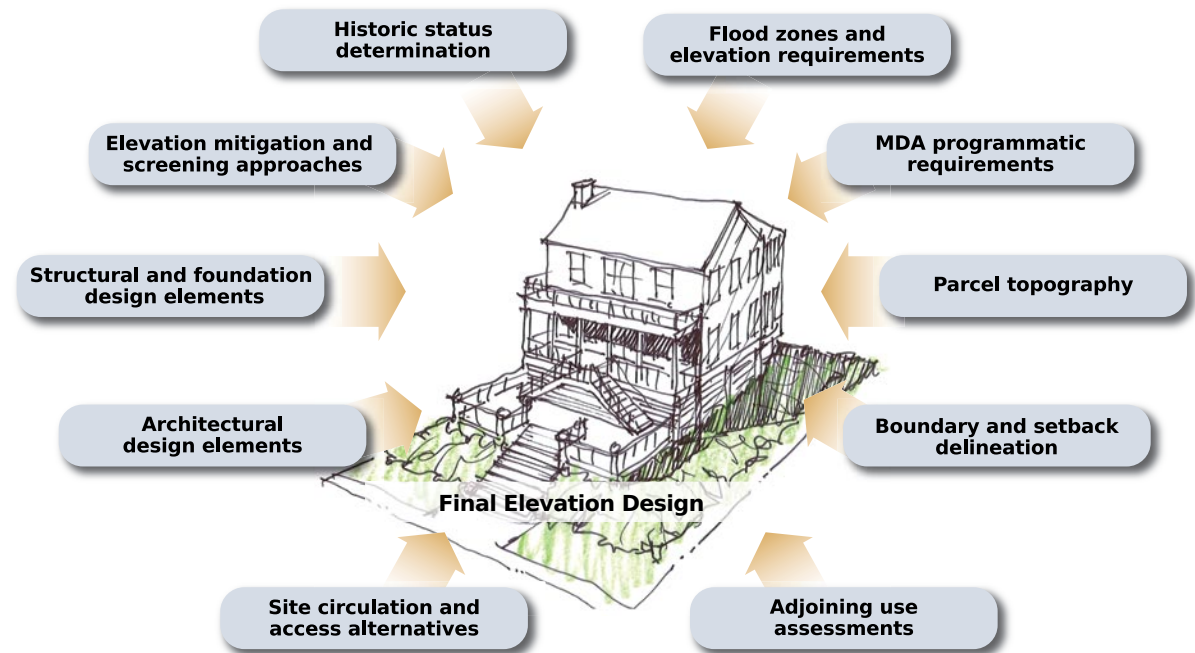 Historic status
determination
Flood zones and
elevation requirements
Elevation mitigation and
screening approaches
MDA programmatic
requirements
Structural and foundation
design elements
Parcel topography
Architectural
design elements
Boundary and setback
delineation
Final Elevation Design
Site circulation and
access alternatives
Adjoining use
assessments